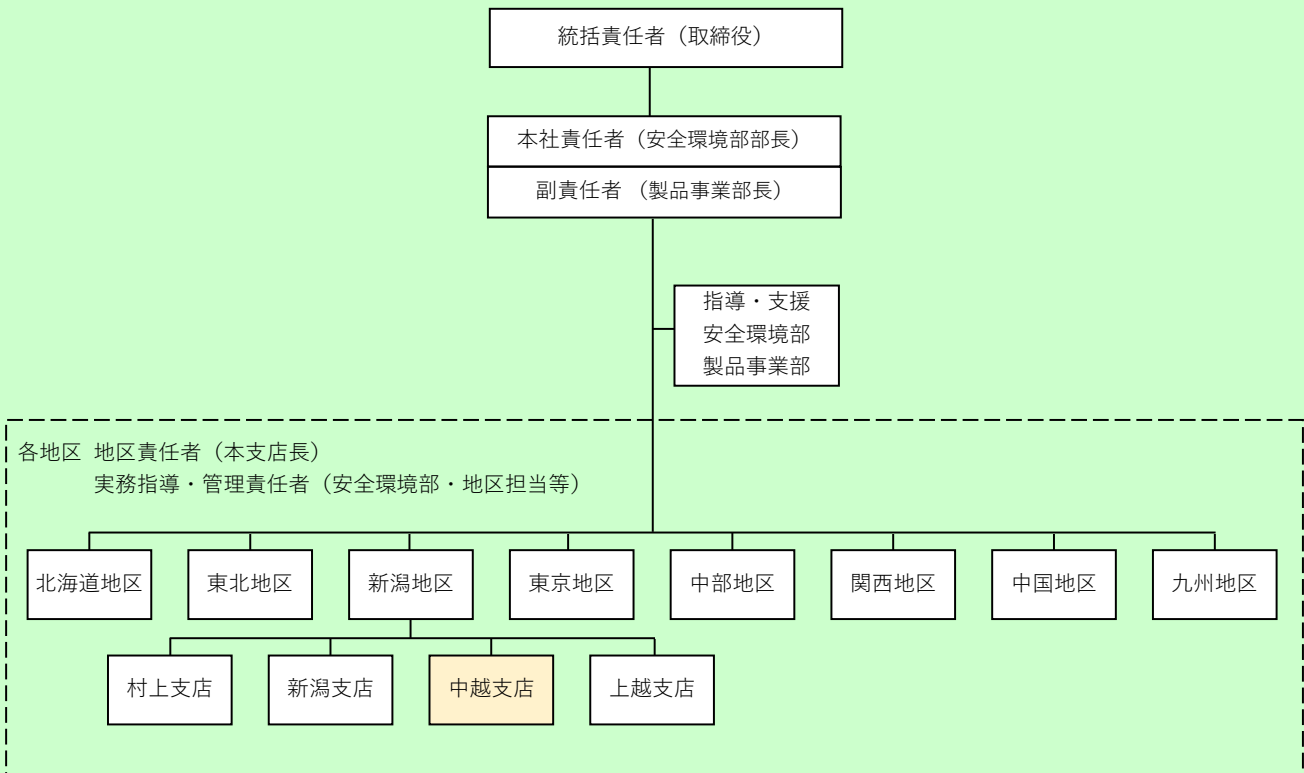 統括責任者（取締役）
本社責任者（安全環境部部長）
副責任者 （製品事業部長）
指導・支援
安全環境部
製品事業部
各地区 地区責任者（本支店長）
実務指導・管理責任者（安全環境部・地区担当等）
北海道地区
東北地区
新潟地区
東京地区
中部地区
関西地区
中国地区
九州地区
村上支店
新潟支店
中越支店
上越支店